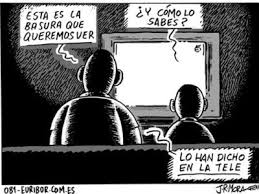 ESTA ES LA
BASURA QUE
QUEREMOS VER
¿Y CÓMO LO
SABES?
LO HAN DICHO
EN LA TELE
081-EURIBOR.COM.ES
J.R.MORA